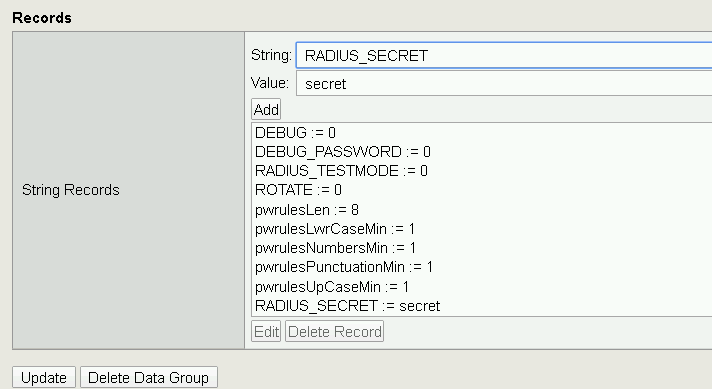 Records
String: RADIUS_SECRET
Value: secret
Add
DEBUG := 0
DEBUG_PASSWORD := 0
RADIUS_TESTMODE := 0
ROTATE := 0
String Records
pwrulesLen := 8
pwrulesLwrCaseMin := 1
pwrulesNumbersMin := 1
pwrulesPunctuationMin := 1
pwrulesUpCaseMin := 1
RADIUS_SECRET := secret
Edit Delete Record
Update Delete Data Group